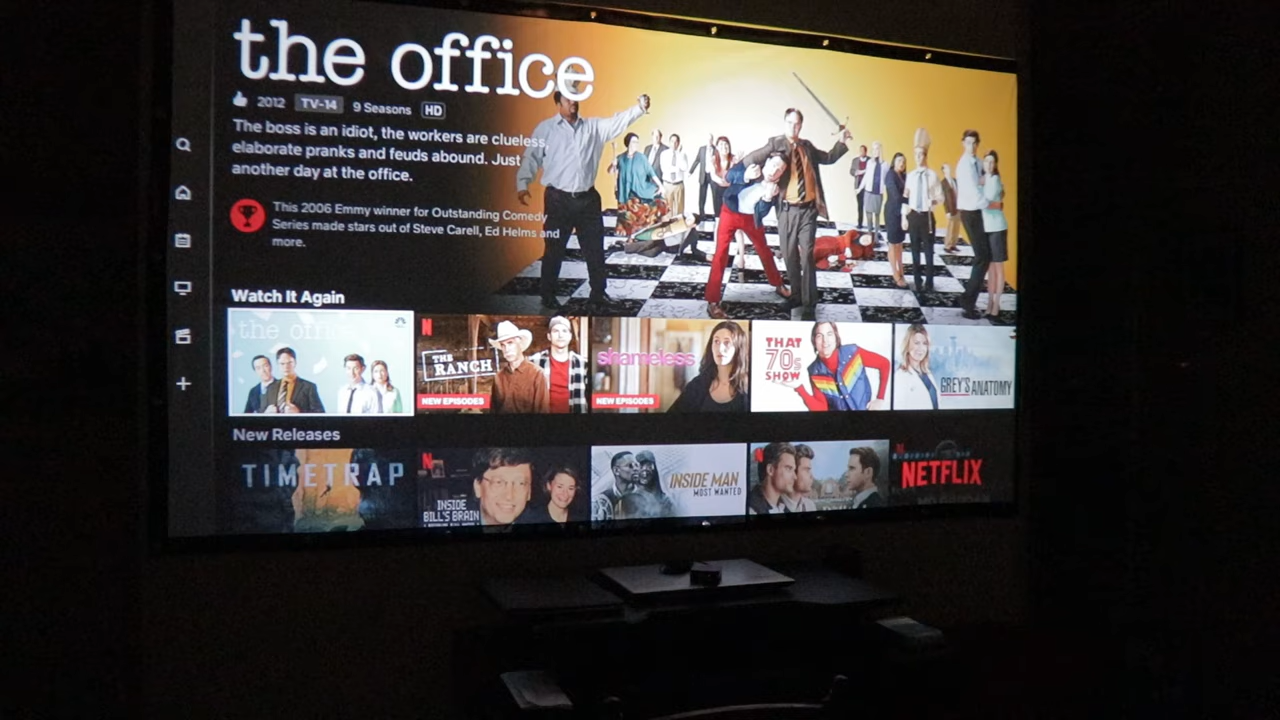 the office
2012 TV-14 9 Seasons HD
The boss is an idiot, the workers are clueless,
elaborate pranks and feuds abound. Just
another day at the office.
This 2006 Emmy winner for Outstanding Comedy
Series made stars out of Steve Carell, Ed Helms and
more.
Watch It Again
the office
N
THE
RANCH
NEW EPISODES
shameless
NEW EPISODES
THAT
70s
SHOW
GREY'S ANATOMY
New Releases
TIMETRAP
N
INSIDE
BILL'S BRAIN
INSIDE MAN
MOST WANTED
N
N
NETFLIX